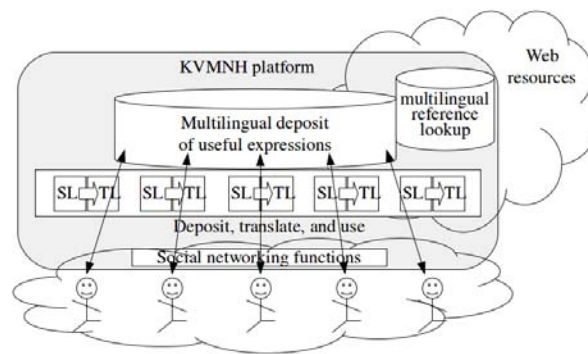 Web
resources
KVMNH platform
multilingual
reference
lookup
Multilingual deposit
of useful expressions
SL TL SL TL SL TL SL TL SL TL
Deposit, translate, and use
Social networking functions